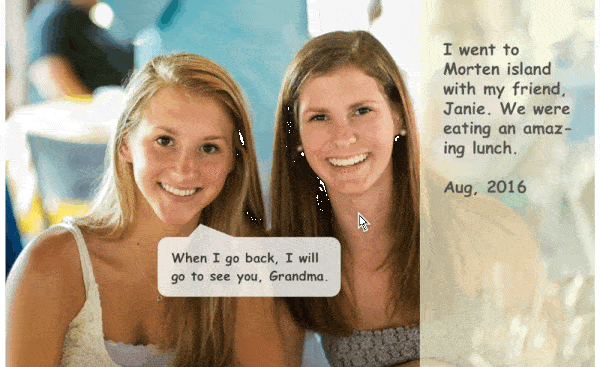 I went to
Morten island
with my friend,
Janie. We were
eating an amaz-
ing lunch.
Aug, 2016
When I go back, I will
go to see you, Grandma.